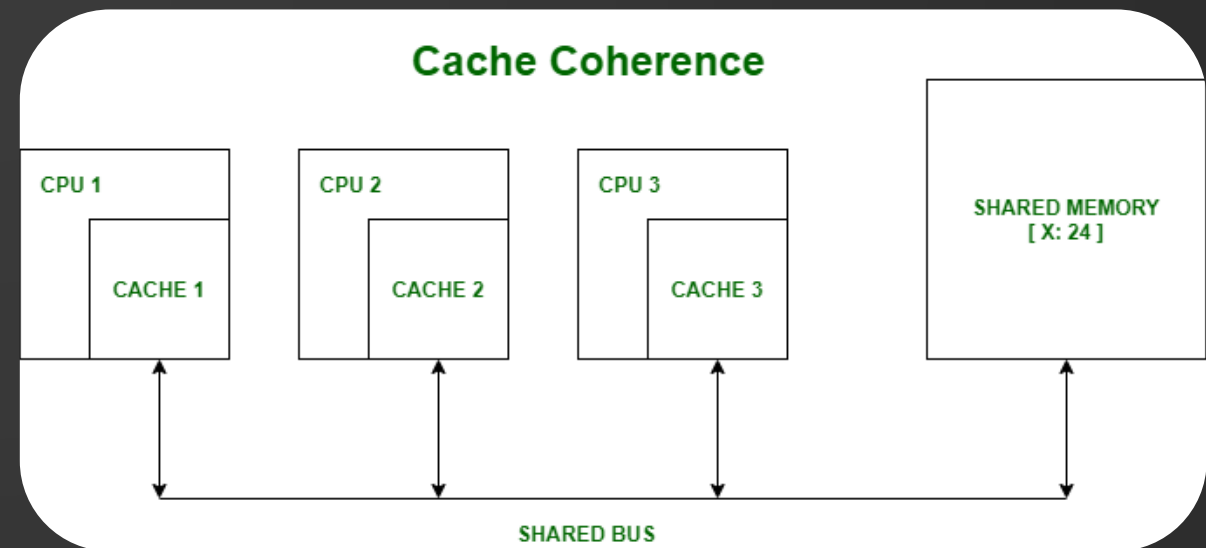 Cache Coherence
CPU 1
CACHE 1
CPU 2
CACHE 2
CPU 3
CACHE 3
SHARED MEMORY
[ X: 24 ]
SHARED BUS